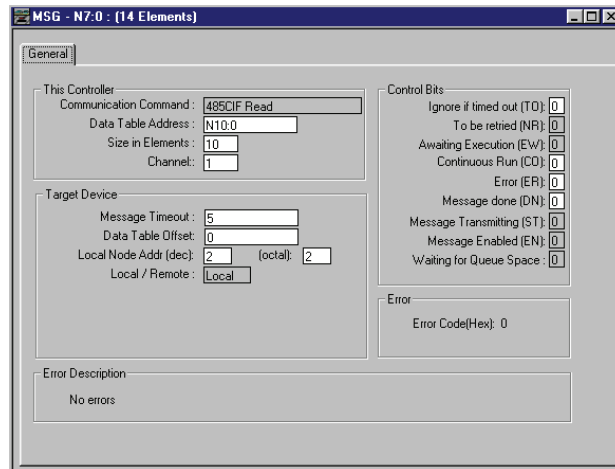 MSG - N7:0 : (14 Elements)
General
This Controller
Communication Command : 485CIF Read
Data Table Address : N10:0
Size in Elements : 10
Channel: 1
Target Device
Message Timeout : 5
Data Table Offset: 0
Local Node Addr (dec): 2 (octal): 2
Local / Remote : Local
Control Bits
Ignore if timed out (TO): 0
To be retried (NR): 0
Awaiting Execution (EW): 0
Continuous Run (CO): 0
Error (ER): 0
Message done (DN): 0
Message Transmitting (ST): 0
Message Enabled (EN): 0
Waiting for Queue Space : 0
Error
Error Code(Hex): 0
Error Description
No errors